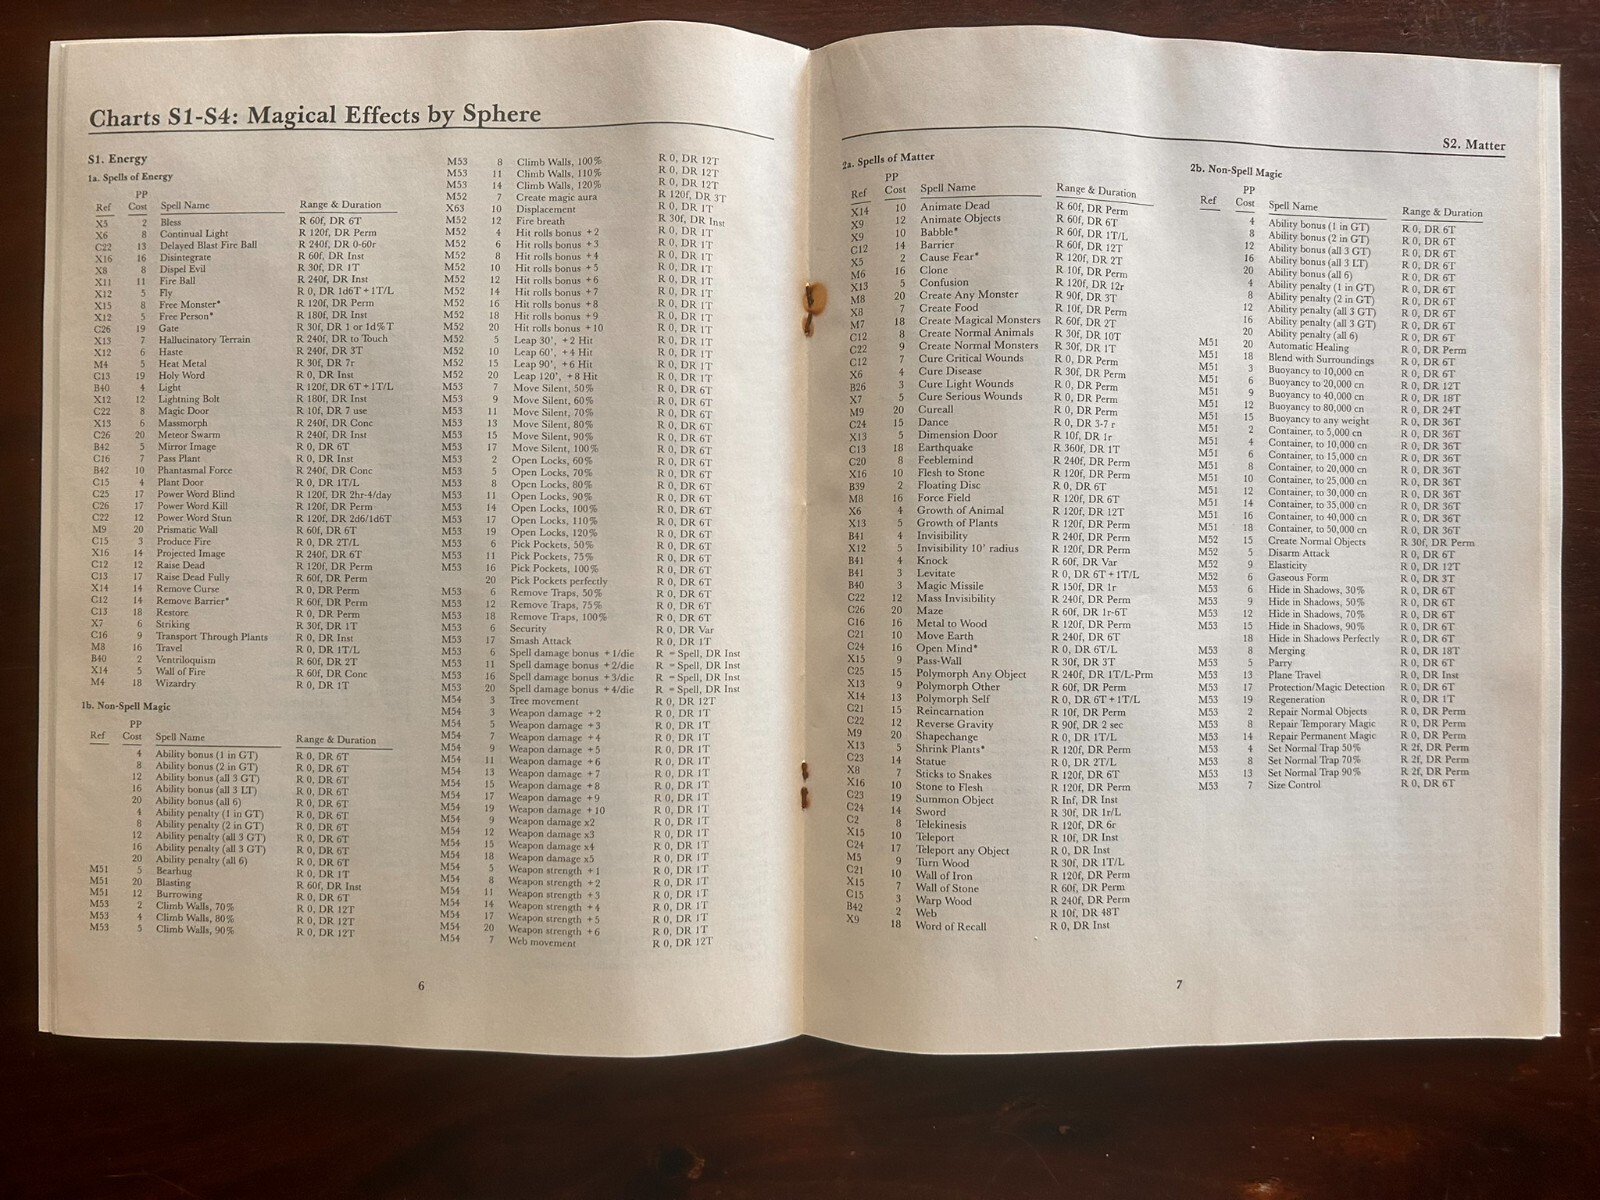 Charts S1-S4: Magical Effects by Sphere
S1. Energy
1a. Spells of Energy
PP
Ref Cost Spell Name Range & Duration
X5 2 Bless R 60f, DR 6T
X6 8 Continual Light R 120f, DR Perm
C22 13 Delayed Blast Fire Ball R 240f, DR 0-60r
X16 16 Disintegrate R 60f, DR Inst
X8 8 Dispel Evil R 30f, DR 1T
X11 11 Fire Ball R 240f, DR Inst
X12 5 Fly R 0, DR 1d6T+1T/L
X15 8 Free Monster* R 120f, DR Perm
X12 5 Free Person* R 180f, DR Inst
C26 19 Gate R 30f, DR 1 or 1d%T
X13 7 Hallucinatory Terrain R 240f, DR to Touch
X12 6 Haste R 240f, DR 3T
M4 5 Heat Metal R 30f, DR 7r
C13 19 Holy Word R 0, DR Inst
B40 4 Light R 120f, DR 6T+1T/L
X12 12 Lightning Bolt R 180f, DR Inst
C22 8 Magic Door R 10f, DR 7 use
X13 6 Massmorph R 240f, DR Conc
C26 20 Meteor Swarm R 240f, DR Inst
B42 5 Mirror Image R 0, DR 6T
C16 7 Pass Plant R 0, DR Inst
B42 10 Phantasmal Force R 240f, DR Conc
C15 4 Plant Door R 0, DR 1T/L
C25 17 Power Word Blind R 120f, DR 2hr-4/day
C26 17 Power Word Kill R 120f, DR Perm
C22 12 Power Word Stun R 120f, DR 2d6/1d6T
M9 20 Prismatic Wall R 60f, DR 6T
C15 3 Produce Fire R 0, DR 2T/L
X16 14 Projected Image R 240f, DR 6T
C12 12 Raise Dead R 120f, DR Perm
C13 17 Raise Dead Fully R 60f, DR Perm
X14 14 Remove Curse R 0, DR Perm
C12 14 Remove Barrier* R 60f, DR Perm
C13 18 Restore R 0, DR Perm
X7 6 Striking R 30f, DR 1T
C16 9 Transport Through Plants R 0, DR Inst
M8 16 Travel R 0, DR 1T/L
B40 2 Ventriloquism R 60f, DR 2T
X14 5 Wall of Fire R 60f, DR Conc
M4 18 Wizardry R 0, DR 1T
1b. Non-Spell Magic
PP
Ref Cost Spell Name Range & Duration
4 Ability bonus (1 in GT) R 0, DR 6T
8 Ability bonus (2 in GT) R 0, DR 6T
12 Ability bonus (all 3 GT) R 0, DR 6T
16 Ability bonus (all 3 LT) R 0, DR 6T
20 Ability bonus (all 6) R 0, DR 6T
4 Ability penalty (1 in GT) R 0, DR 6T
8 Ability penalty (2 in GT) R 0, DR 6T
12 Ability penalty (all 3 GT) R 0, DR 6T
16 Ability penalty (all 3 GT) R 0, DR 6T
20 Ability penalty (all 6) R 0, DR 6T
M51 5 Bearhug R 0, DR 1T
M51 20 Blasting R 60f, DR Inst
M51 12 Burrowing R 0, DR 6T
M53 2 Climb Walls, 70% R 0, DR 12T
M53 4 Climb Walls, 80% R 0, DR 12T
M53 5 Climb Walls, 90% R 0, DR 12T
M53 8 Climb Walls, 100% R 0, DR 12T
M53 11 Climb Walls, 110% R 0, DR 12T
M53 14 Climb Walls, 120% R 0, DR 12T
M52 7 Create magic aura R 120f, DR 3T
X63 10 Displacement R 0, DR 1T
M52 12 Fire breath R 30f, DR Inst
M52 4 Hit rolls bonus +2 R 0, DR 1T
M52 6 Hit rolls bonus +3 R 0, DR 1T
M52 8 Hit rolls bonus +4 R 0, DR 1T
M52 10 Hit rolls bonus +5 R 0, DR 1T
M52 12 Hit rolls bonus +6 R 0, DR 1T
M52 14 Hit rolls bonus +7 R 0, DR 1T
M52 16 Hit rolls bonus +8 R 0, DR 1T
M52 18 Hit rolls bonus +9 R 0, DR 1T
M52 20 Hit rolls bonus +10 R 0, DR 1T
M52 5 Leap 30', +2 Hit R 0, DR 1T
M52 10 Leap 60', +4 Hit R 0, DR 1T
M52 15 Leap 90', +6 Hit R 0, DR 1T
M52 20 Leap 120', +8 Hit R 0, DR 1T
M53 7 Move Silent, 50% R 0, DR 6T
M53 9 Move Silent, 60% R 0, DR 6T
M53 11 Move Silent, 70% R 0, DR 6T
M53 13 Move Silent, 80% R 0, DR 6T
M53 15 Move Silent, 90% R 0, DR 6T
M53 17 Move Silent, 100% R 0, DR 6T
M53 2 Open Locks, 60% R 0, DR 6T
M53 5 Open Locks, 70% R 0, DR 6T
M53 8 Open Locks, 80% R 0, DR 6T
M53 11 Open Locks, 90% R 0, DR 6T
M53 14 Open Locks, 100% R 0, DR 6T
M53 17 Open Locks, 110% R 0, DR 6T
M53 19 Open Locks, 120% R 0, DR 6T
M53 6 Pick Pockets, 50% R 0, DR 6T
M53 11 Pick Pockets, 75% R 0, DR 6T
M53 16 Pick Pockets, 100% R 0, DR 6T
20 Pick Pockets perfectly R 0, DR 6T
M53 6 Remove Traps, 50% R 0, DR 6T
M53 12 Remove Traps, 75% R 0, DR 6T
M53 18 Remove Traps, 100% R 0, DR 6T
M53 6 Security R 0, DR Var
M53 17 Smash Attack R 0, DR 1T
M53 6 Spell damage bonus +1/die R =Spell, DR Inst
M53 11 Spell damage bonus +2/die R =Spell, DR Inst
M53 16 Spell damage bonus +3/die R =Spell, DR Inst
M53 20 Spell damage bonus +4/die R =Spell, DR Inst
M54 3 Tree movement R 0, DR 12T
M54 3 Weapon damage +2 R 0, DR 1T
M54 5 Weapon damage +3 R 0, DR 1T
M54 7 Weapon damage +4 R 0, DR 1T
M54 9 Weapon damage +5 R 0, DR 1T
M54 11 Weapon damage +6 R 0, DR 1T
M54 13 Weapon damage +7 R 0, DR 1T
M54 15 Weapon damage +8 R 0, DR 1T
M54 17 Weapon damage +9 R 0, DR 1T
M54 19 Weapon damage +10 R 0, DR 1T
M54 9 Weapon damage x2 R 0, DR 1T
M54 12 Weapon damage x3 R 0, DR 1T
M54 15 Weapon damage x4 R 0, DR 1T
M54 18 Weapon damage x5 R 0, DR 1T
M54 5 Weapon strength +1 R 0, DR 1T
M54 8 Weapon strength +2 R 0, DR 1T
M54 11 Weapon strength +3 R 0, DR 1T
M54 14 Weapon strength +4 R 0, DR 1T
M54 17 Weapon strength +5 R 0, DR 1T
M54 20 Weapon strength +6 R 0, DR 1T
M54 7 Web movement R 0, DR 12T
6
S2. Matter
2a. Spells of Matter
PP
Ref Cost Spell Name Range & Duration
X14 10 Animate Dead R 60f, DR Perm
X9 12 Animate Objects R 60f, DR 6T
X9 10 Babble* R 60f, DR 1T/L
C12 14 Barrier R 60f, DR 12T
X5 2 Cause Fear* R 120f, DR 2T
M6 16 Clone R 10f, DR Perm
X13 5 Confusion R 120f, DR 12r
M8 20 Create Any Monster R 90f, DR 3T
X8 7 Create Food R 10f, DR Perm
M7 18 Create Magical Monsters R 60f, DR 2T
C12 8 Create Normal Animals R 30f, DR 10T
C22 9 Create Normal Monsters R 30f, DR 1T
C12 7 Cure Critical Wounds R 0, DR Perm
X6 4 Cure Disease R 30f, DR Perm
B26 3 Cure Light Wounds R 0, DR Perm
X7 5 Cure Serious Wounds R 0, DR Perm
M9 20 Cureall R 0, DR Perm
C24 15 Dance R 0, DR 3-7 r
X13 5 Dimension Door R 10f, DR 1r
C13 18 Earthquake R 360f, DR 1T
C20 8 Feeblemind R 240f, DR Perm
X16 10 Flesh to Stone R 120f, DR Perm
B39 2 Floating Disc R 0, DR 6T
M8 16 Force Field R 120f, DR 6T
X6 4 Growth of Animal R 120f, DR 12T
X13 5 Growth of Plants R 120f, DR Perm
B41 4 Invisibility R 240f, DR Perm
X12 5 Invisibility 10' radius R 120f, DR Perm
B41 4 Knock R 60f, DR Var
B41 3 Levitate R 0, DR 6T+1T/L
B40 3 Magic Missile R 150f, DR 1r
C22 12 Mass Invisibility R 240f, DR Perm
C26 20 Maze R 60f, DR 1r-6T
C16 16 Metal to Wood R 120f, DR Perm
C21 10 Move Earth R 240f, DR 6T
C24 16 Open Mind* R 0, DR 6T/L
X15 9 Pass-Wall R 30f, DR 3T
C25 15 Polymorph Any Object R 240f, DR 1T/L-Prm
X13 9 Polymorph Other R 60f, DR Perm
X14 13 Polymorph Self R 0, DR 6T+1T/L
C21 15 Reincarnation R 10f, DR Perm
C22 12 Reverse Gravity R 90f, DR 2 sec
M9 20 Shapechange R 0, DR 1T/L
X13 5 Shrink Plants* R 120f, DR Perm
C23 14 Statue R 0, DR 2T/L
X8 7 Sticks to Snakes R 120f, DR 6T
X16 10 Stone to Flesh R 120f, DR Perm
C23 19 Summon Object R Inf, DR Inst
C24 14 Sword R 30f, DR 1r/L
C2 8 Telekinesis R 120f, DR 6r
X15 10 Teleport R 10f, DR Inst
C24 17 Teleport any Object R 0, DR Inst
M5 9 Turn Wood R 30f, DR 1T/L
C21 10 Wall of Iron R 120f, DR Perm
X15 7 Wall of Stone R 60f, DR Perm
C15 3 Warp Wood R 240f, DR Perm
B42 2 Web R 10f, DR 48T
X9 18 Word of Recall R 0, DR Inst
2b. Non-Spell Magic
PP
Ref Cost Spell Name Range & Duration
4 Ability bonus (1 in GT) R 0, DR 6T
8 Ability bonus (2 in GT) R 0, DR 6T
12 Ability bonus (all 3 GT) R 0, DR 6T
16 Ability bonus (all 3 LT) R 0, DR 6T
20 Ability bonus (all 6) R 0, DR 6T
4 Ability penalty (1 in GT) R 0, DR 6T
8 Ability penalty (2 in GT) R 0, DR 6T
12 Ability penalty (all 3 GT) R 0, DR 6T
16 Ability penalty (all 3 GT) R 0, DR 6T
20 Ability penalty (all 6) R 0, DR 6T
M51 20 Automatic Healing R 0, DR Perm
M51 18 Blend with Surroundings R 0, DR 6T
M51 3 Buoyancy to 10,000 cn R 0, DR 6T
M51 6 Buoyancy to 20,000 cn R 0, DR 12T
M51 9 Buoyancy to 40,000 cn R 0, DR 18T
M51 12 Buoyancy to 80,000 cn R 0, DR 24T
M51 15 Buoyancy to any weight R 0, DR 36T
M51 2 Container, to 5,000 cn R 0, DR 36T
M51 4 Container, to 10,000 cn R 0, DR 36T
M51 6 Container, to 15,000 cn R 0, DR 36T
M51 8 Container, to 20,000 cn R 0, DR 36T
M51 10 Container, to 25,000 cn R 0, DR 36T
M51 12 Container, to 30,000 cn R 0, DR 36T
M51 14 Container, to 35,000 cn R 0, DR 36T
M51 16 Container, to 40,000 cn R 0, DR 36T
M51 18 Container, to 50,000 cn R 0, DR 36T
M52 15 Create Normal Objects R 30f, DR Perm
M52 5 Disarm Attack R 0, DR 6T
M52 9 Elasticity R 0, DR 12T
M52 6 Gaseous Form R 0, DR 3T
M53 6 Hide in Shadows, 30% R 0, DR 6T
M53 9 Hide in Shadows, 50% R 0, DR 6T
M53 12 Hide in Shadows, 70% R 0, DR 6T
M53 15 Hide in Shadows, 90% R 0, DR 6T
18 Hide in Shadows Perfectly R 0, DR 6T
M53 8 Merging R 0, DR 18T
M53 5 Parry R 0, DR 6T
M53 13 Plane Travel R 0, DR Inst
M53 17 Protection/Magic Detection R 0, DR 6T
M53 19 Regeneration R 0, DR 1T
M53 2 Repair Normal Objects R 0, DR Perm
M53 8 Repair Temporary Magic R 0, DR Perm
M53 14 Repair Permanent Magic R 0, DR Perm
M53 4 Set Normal Trap 50% R 2f, DR Perm
M53 8 Set Normal Trap 70% R 2f, DR Perm
M53 13 Set Normal Trap 90% R 2f, DR Perm
M53 7 Size Control R 0, DR 6T
7